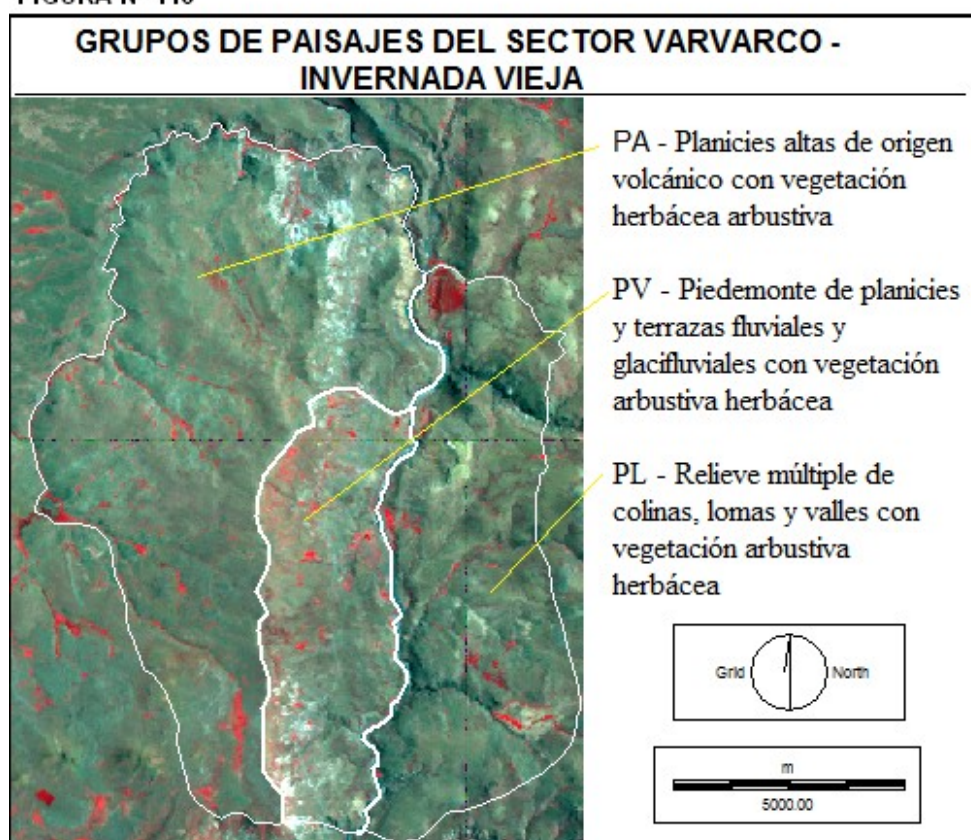 GRUPOS DE PAISAJES DEL SECTOR VARVARCO -
INVERNADA VIEJA
PA - Planicies altas de origen
volcánico con vegetación
herbácea arbustiva
PV - Piedemonte de planicies
y terrazas fluviales y
glacifluviales con vegetación
arbustiva herbácea
PL - Relieve múltiple de
colinas, lomas y valles con
vegetación arbustiva
herbácea
Grid North
m
5000.00